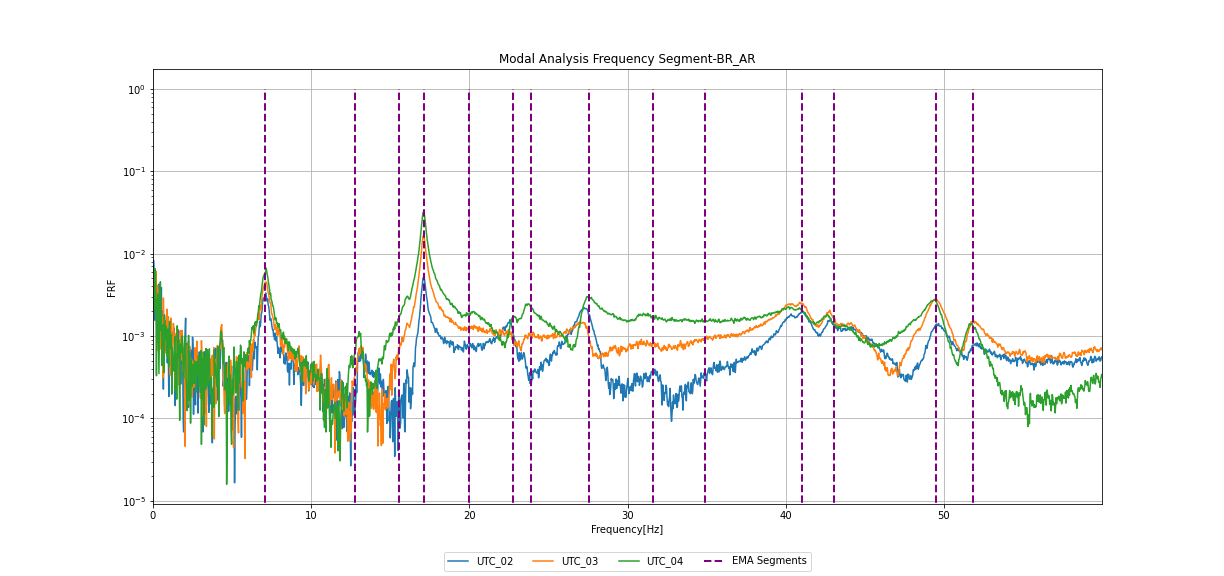 Modal Analysis Frequency Segment-BR_AR
10⁰
10⁻¹
10⁻²
10⁻³
10⁻⁴
10⁻⁵
FRF
0 10 20 30 40 50
Frequency[Hz]
UTC_02 UTC_03 UTC_04 EMA Segments